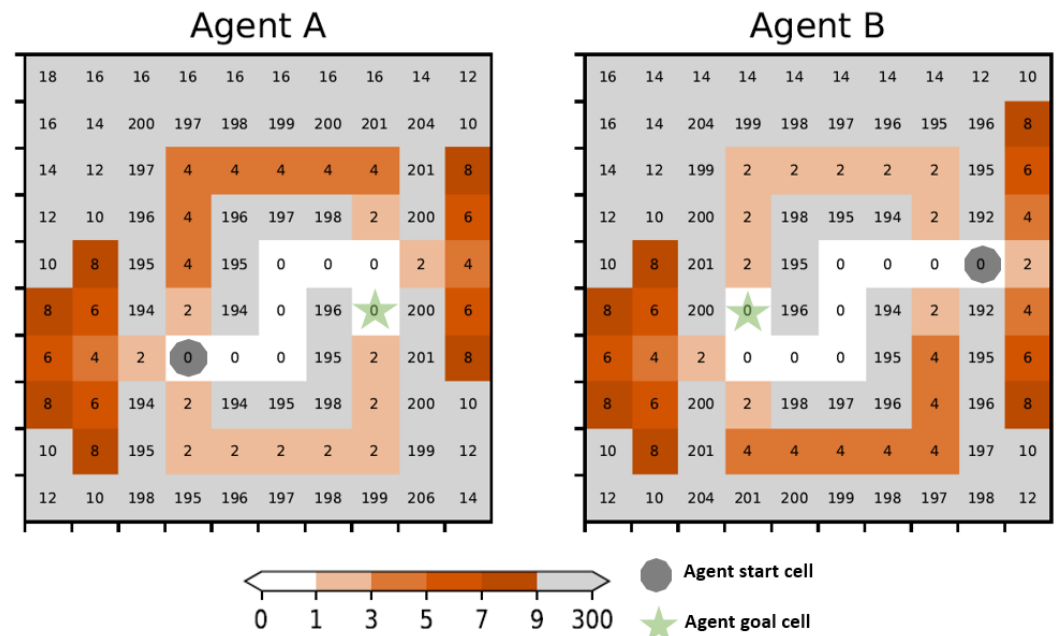 Agent A Agent B
18 16 16 16 16 16 16 16 14 12 16 14 14 14 14 14 14 14 12 10
16 14 200 197 198 199 200 201 204 10 16 14 204 199 198 197 196 195 196 8
14 12 197 4 4 4 4 4 201 8 14 12 199 2 2 2 2 2 195 6
12 10 196 4 196 197 198 2 200 6 12 10 200 2 198 195 194 2 192 4
10 8 195 4 195 0 0 0 2 4 10 8 201 2 195 0 0 0 0 2
8 6 194 2 194 0 196 0 200 6 8 6 200 0 196 0 194 2 192 4
6 4 2 0 0 0 195 2 201 8 6 4 2 0 0 0 195 4 195 6
8 6 194 2 194 195 198 2 200 10 8 6 200 2 198 197 196 4 196 8
10 8 195 2 2 2 2 2 199 12 10 8 201 4 4 4 4 4 197 10
12 10 198 195 196 197 198 199 206 14 12 10 204 201 200 199 198 197 198 12
0 1 3 5 7 9 300
Agent start cell
Agent goal cell